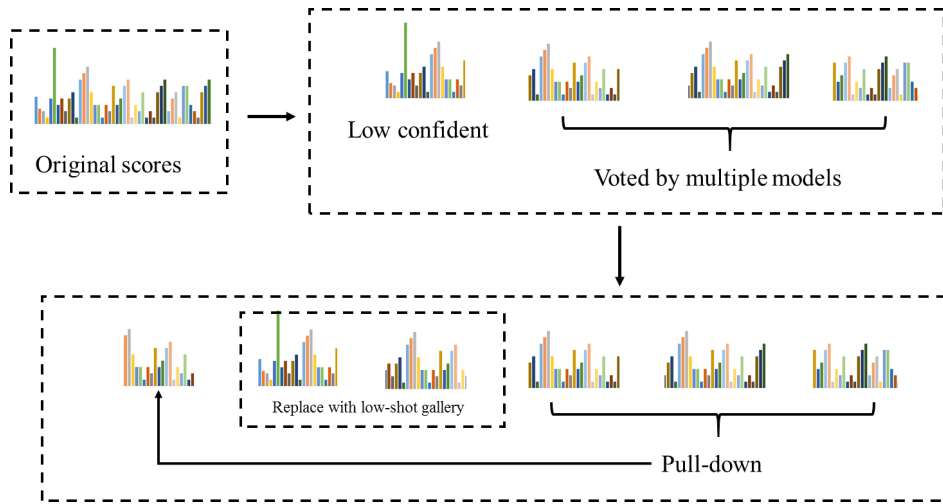 Original scores
Low confident
Voted by multiple models
Replace with low-shot gallery
Pull-down